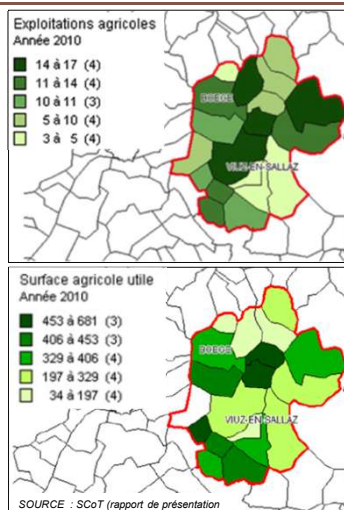 Exploitations agricoles
Année 2010
14 à 17 (4)
11 à 14 (4)
10 à 11 (3)
5 à 10 (4)
3 à 5 (4)
BOEGE
VIUZ-EN-SALLAZ
Surface agricole utile
Année 2010
453 à 681 (3)
406 à 453 (3)
329 à 406 (4)
197 à 329 (4)
34 à 197 (4)
BOEGE
VIUZ-EN-SALLAZ
SOURCE : SCoT (rapport de présentation